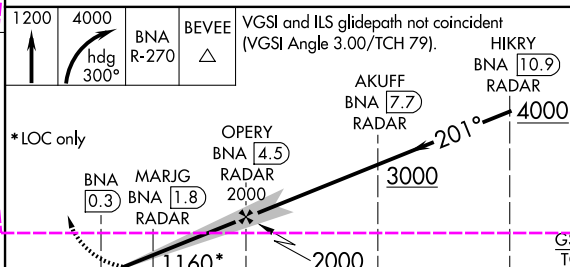 1200
4000
hdg
300°
BNA
R-270
BEVEE
VGSI and ILS glidepath not coincident
(VGSI Angle 3.00/TCH 79).
HIKRY
BNA 10.9
RADAR
4000
AKUFF
BNA 7.7
RADAR
201°
3000
*LOC only
OPERY
BNA 4.5
RADAR
2000
BNA
0.3
MARJG
BNA 1.8
RADAR
1160*
2000